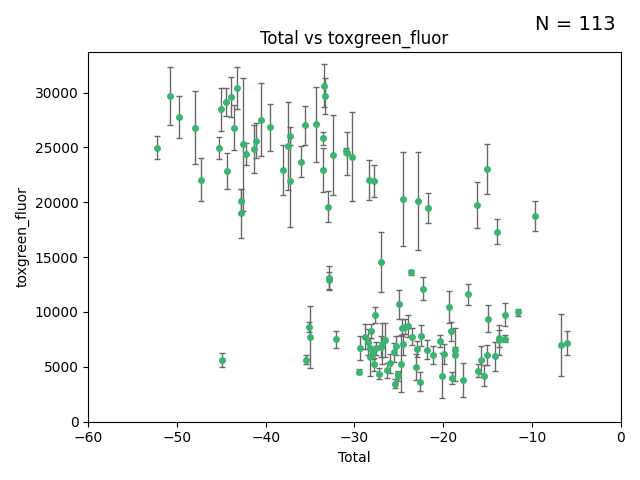 N = 113
Total vs toxgreen_fluor
toxgreen_fluor
30000
25000
20000
15000
10000
5000
0
−60 −50 −40 −30 −20 −10 0
Total